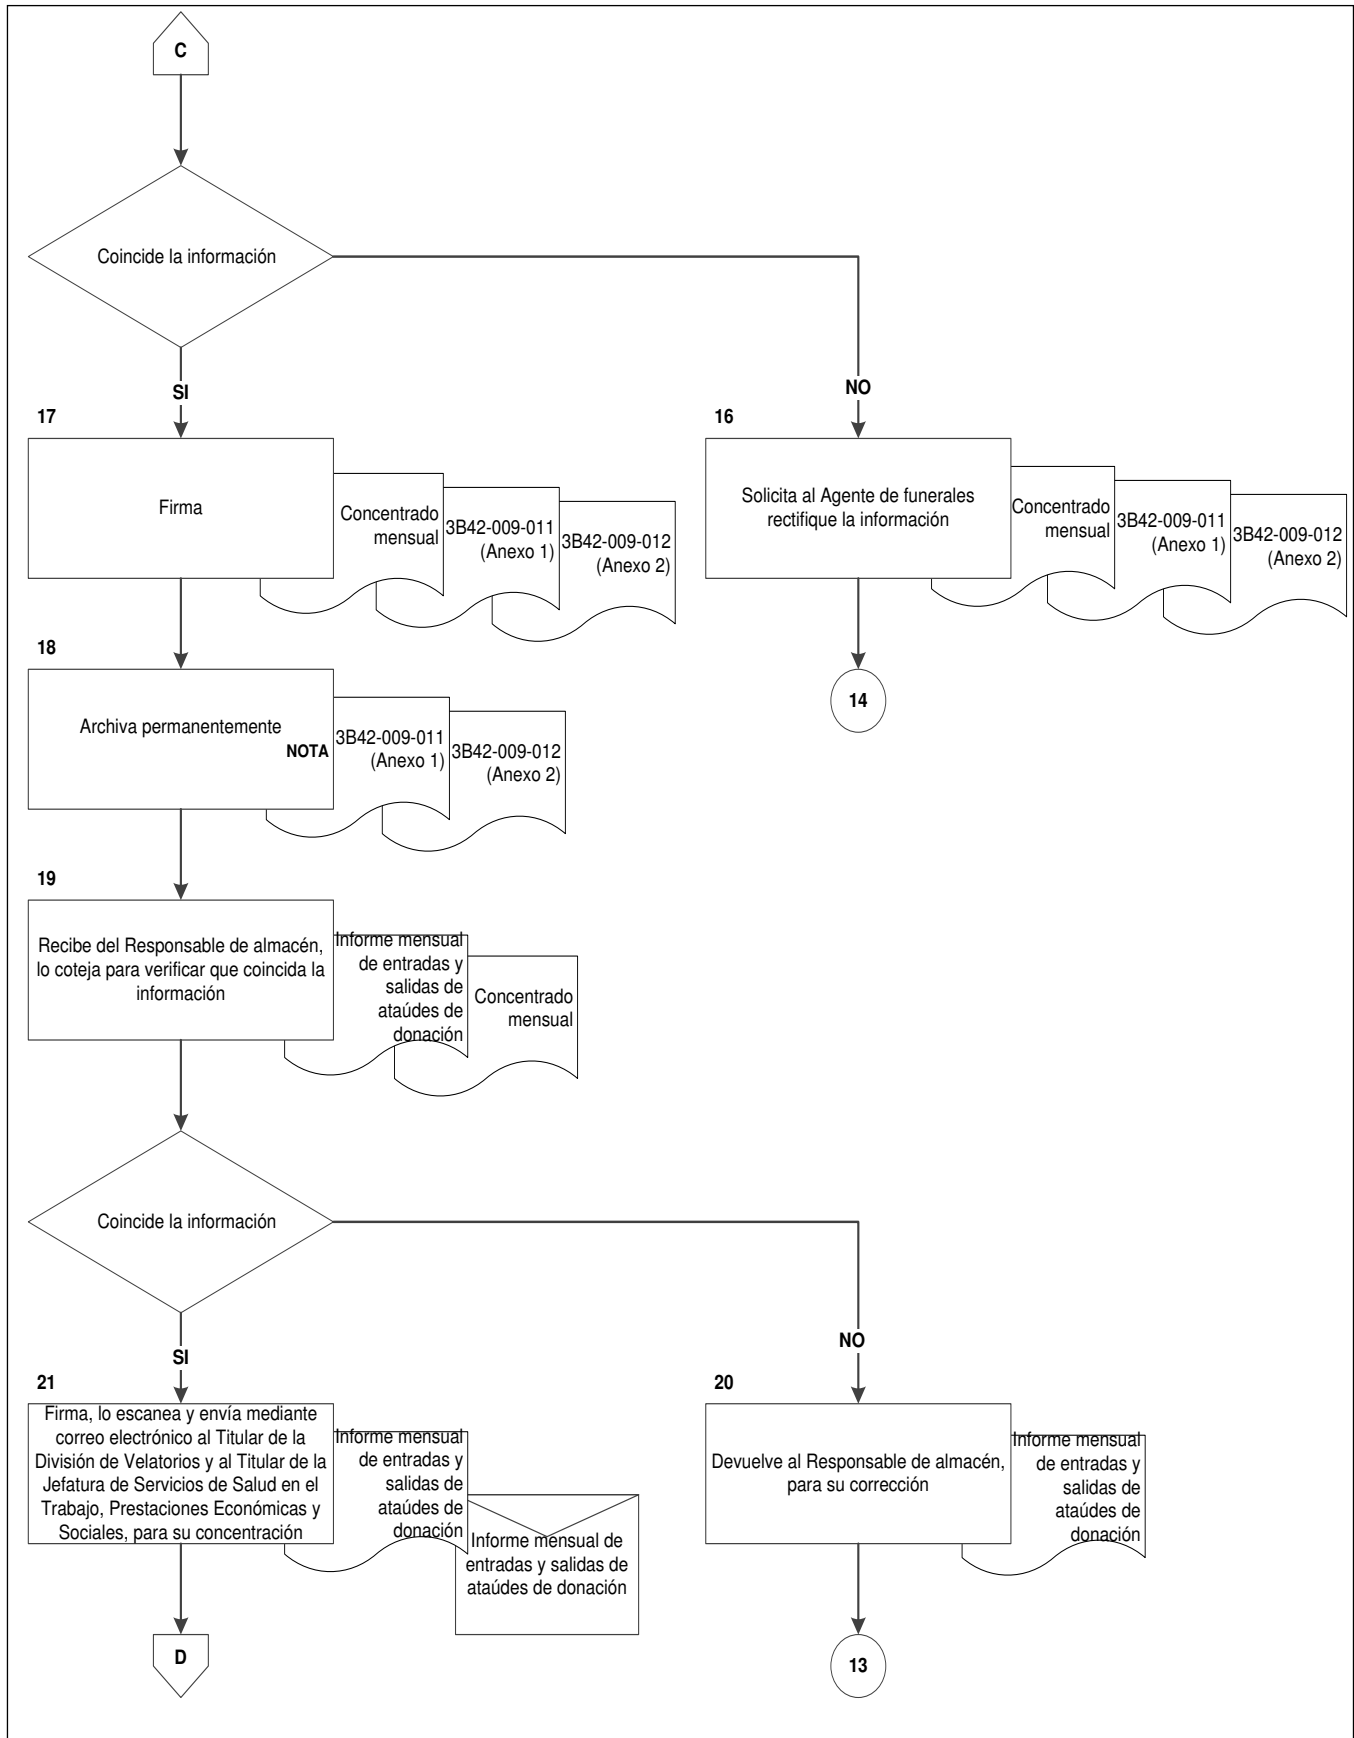 C
Coincide la información
SI
NO
17
Firma
Concentrado
mensual
3B42-009-011
(Anexo 1)
3B42-009-012
(Anexo 2)
16
Solicita al Agente de funerales
rectifique la información
Concentrado
mensual
3B42-009-011
(Anexo 1)
3B42-009-012
(Anexo 2)
14
18
Archiva permanentemente
NOTA
3B42-009-011
(Anexo 1)
3B42-009-012
(Anexo 2)
19
Recibe del Responsable de almacén,
lo coteja para verificar que coincida la
información
Informe mensual
de entradas y
salidas de
ataúdes de
donación
Concentrado
mensual
Coincide la información
SI
NO
21
Firma, lo escanea y envía mediante
correo electrónico al Titular de la
División de Velatorios y al Titular de la
Jefatura de Servicios de Salud en el
Trabajo, Prestaciones Económicas y
Sociales, para su concentración
Informe mensual
de entradas y
salidas de
ataúdes de
donación
Informe mensual de
entradas y salidas de
ataúdes de donación
D
20
Devuelve al Responsable de almacén,
para su corrección
Informe mensual
de entradas y
salidas de
ataúdes de
donación
13